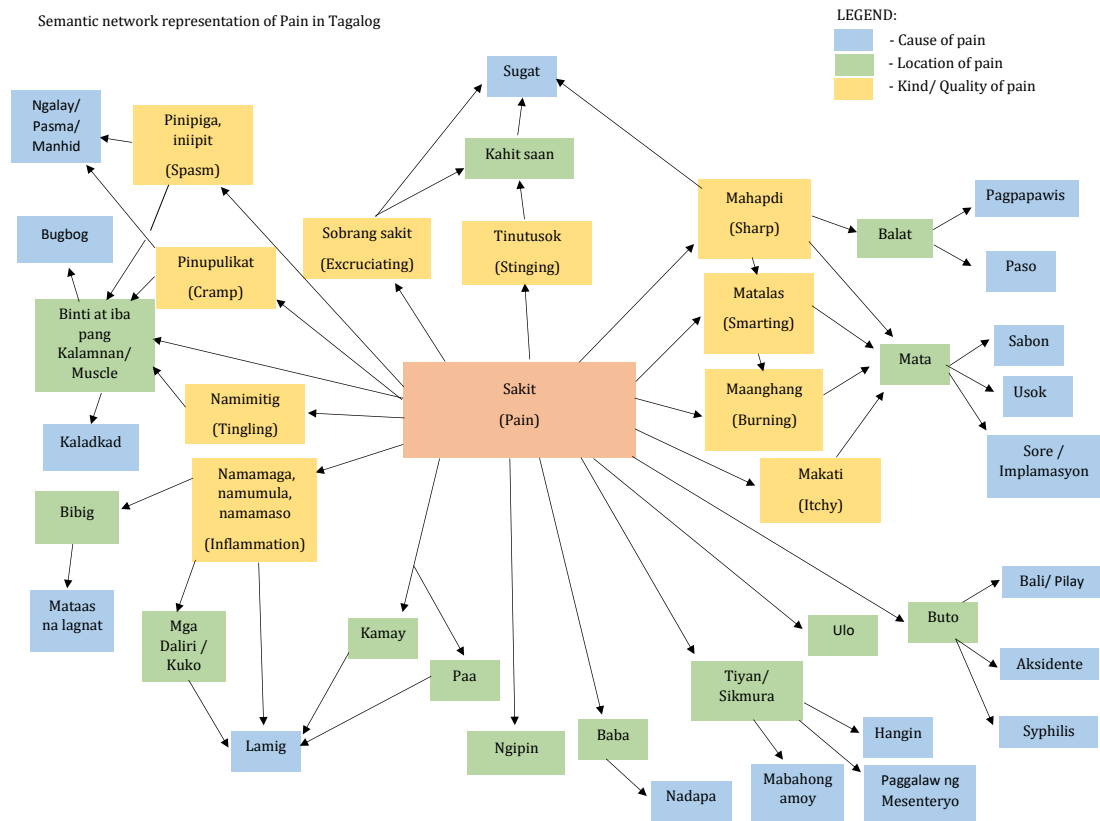 Semantic network representation of Pain in Tagalog
LEGEND:
- Cause of pain
- Location of pain
- Kind/ Quality of pain
Sugat
Ngalay/
Pasma/
Manhid
Pinipiga,
iniipit
(Spasm)
Kahit saan
Mahapdi
(Sharp)
Pagpapawis
Bugbog
Sobrang sakit
(Excruciating)
Tinutusok
(Stinging)
Balat
Paso
Pinupulikat
(Cramp)
Matalas
(Smarting)
Binti at iba
pang
Kalamnan/
Muscle
Mata
Sabon
Sakit
(Pain)
Maanghang
(Burning)
Usok
Namimitig
(Tingling)
Kaladkad
Sore /
Implamasyon
Namamaga,
namumula,
namamaso
(Inflammation)
Makati
(Itchy)
Bibig
Mataas
na lagnat
Mga
Daliri /
Kuko
Kamay
Paa
Ulo
Buto
Bali/ Pilay
Aksidente
Tiyan/
Sikmura
Syphilis
Lamig
Ngipin
Baba
Hangin
Nadapa
Mabahong
amoy
Paggalaw ng
Mesenteryo